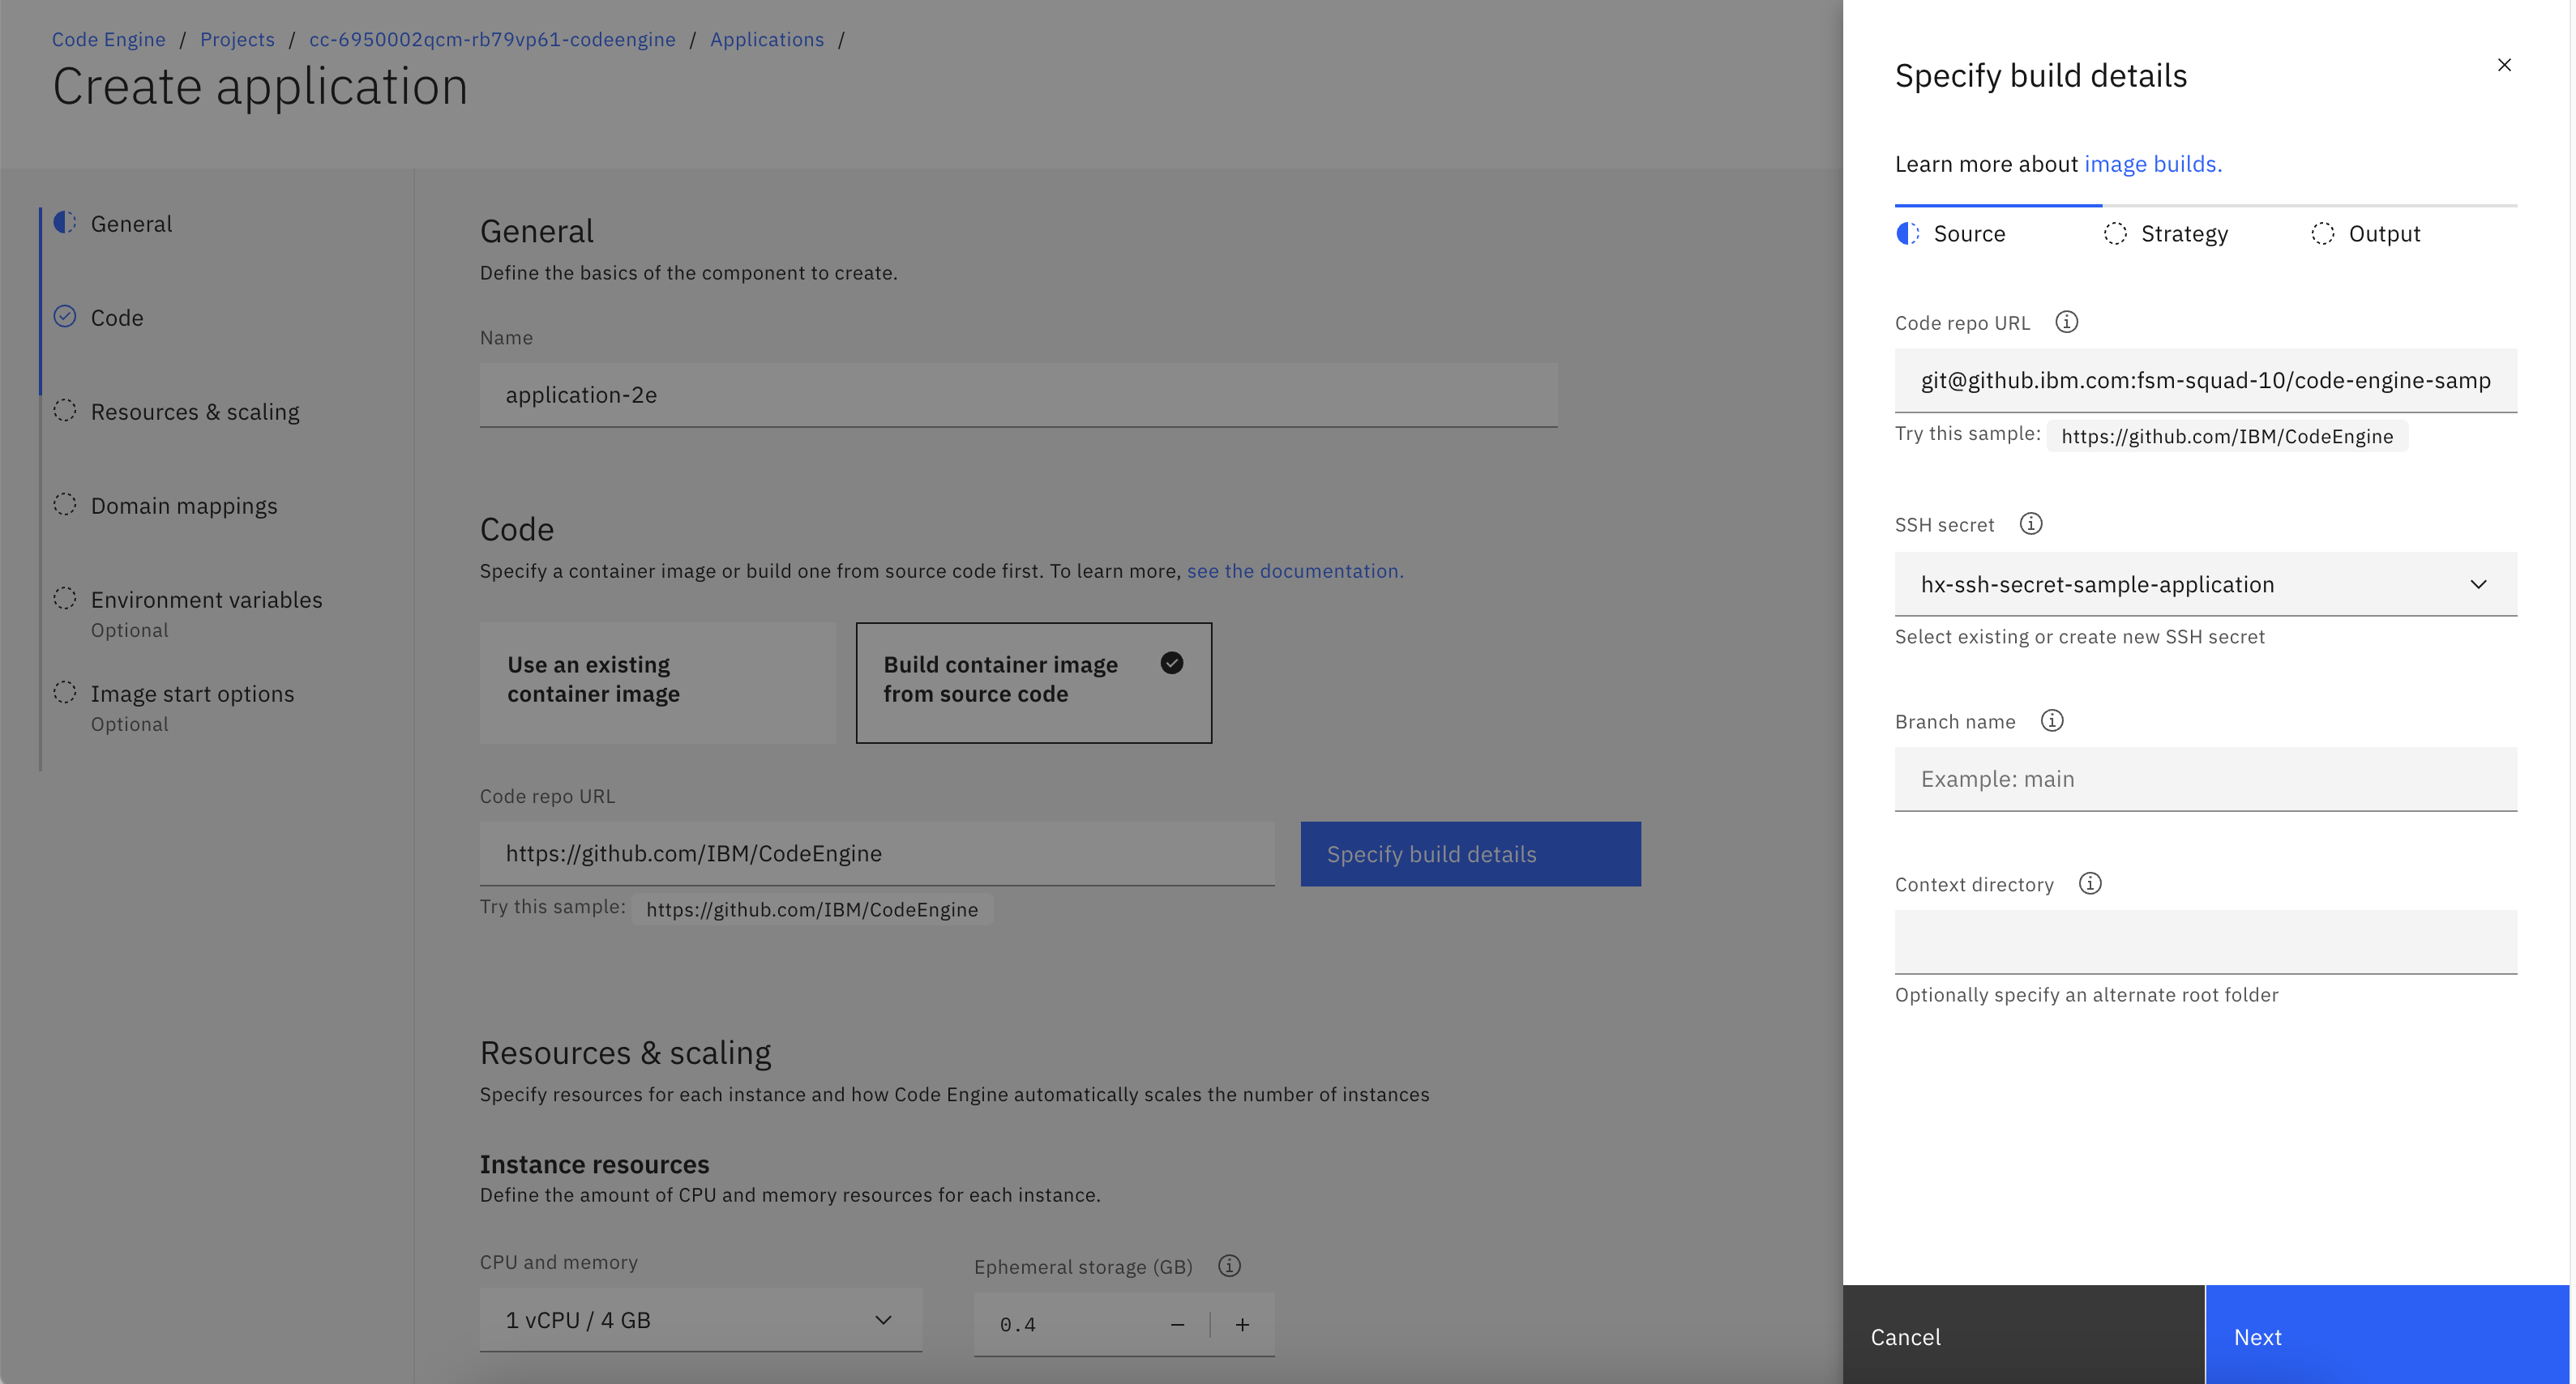 Code Engine / Projects / cc-6950002qcm-rb79vp61-codeengine / Applications /
Create application
General
Code
Resources & scaling
Domain mappings
Environment variables
Optional
Image start options
Optional
General
Define the basics of the component to create.
Name
application-2e
Code
Specify a container image or build one from source code first. To learn more, see the documentation.
Use an existing
container image
Build container image
from source code
Code repo URL
https://github.com/IBM/CodeEngine
Specify build details
Try this sample: https://github.com/IBM/CodeEngine
Resources & scaling
Specify resources for each instance and how Code Engine automatically scales the number of instances
Instance resources
Define the amount of CPU and memory resources for each instance.
CPU and memory
1 vCPU / 4 GB
Ephemeral storage (GB)
0.4
Specify build details
Learn more about image builds.
Source
Strategy
Output
Code repo URL
git@github.ibm.com:fsm-squad-10/code-engine-samp
Try this sample: https://github.com/IBM/CodeEngine
SSH secret
hx-ssh-secret-sample-application
Select existing or create new SSH secret
Branch name
Example: main
Context directory
Optionally specify an alternate root folder
Cancel
Next